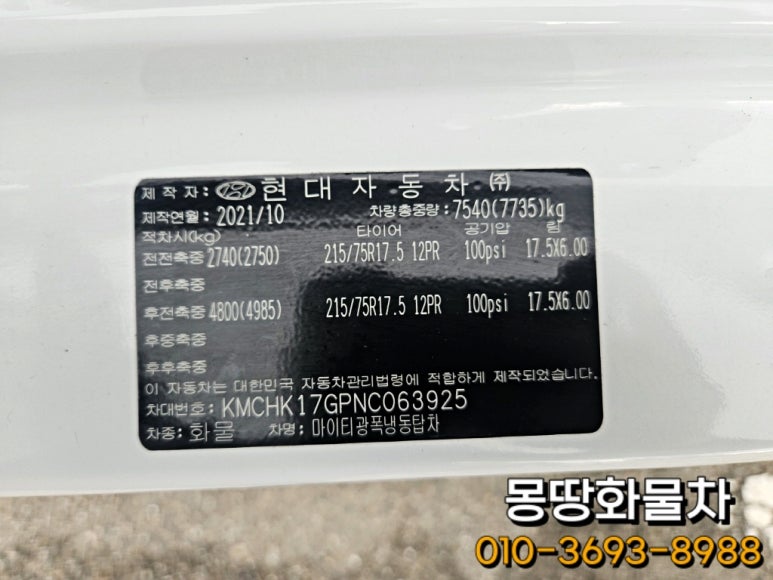 제 작 자: 현 대 자 동 차 ㈜
제작연월: 2021/10 차량총중량: 7540(7735)kg
적차시(kg) 타이어 공기압 림
전전축중 2740(2750) 215/75R17.5 12PR 100psi 17.5X6.00
전후축중
후전축중 4800(4985) 215/75R17.5 12PR 100psi 17.5X6.00
후중축중
후후축중
이 자동차는 대한민국 자동차관리법령에 적합하게 제작되었습니다.
차대번호: KMCHK17GPNC063925
차종: 화물 차명: 마이티광폭냉동탑차
몽땅화물차
010-3693-8988